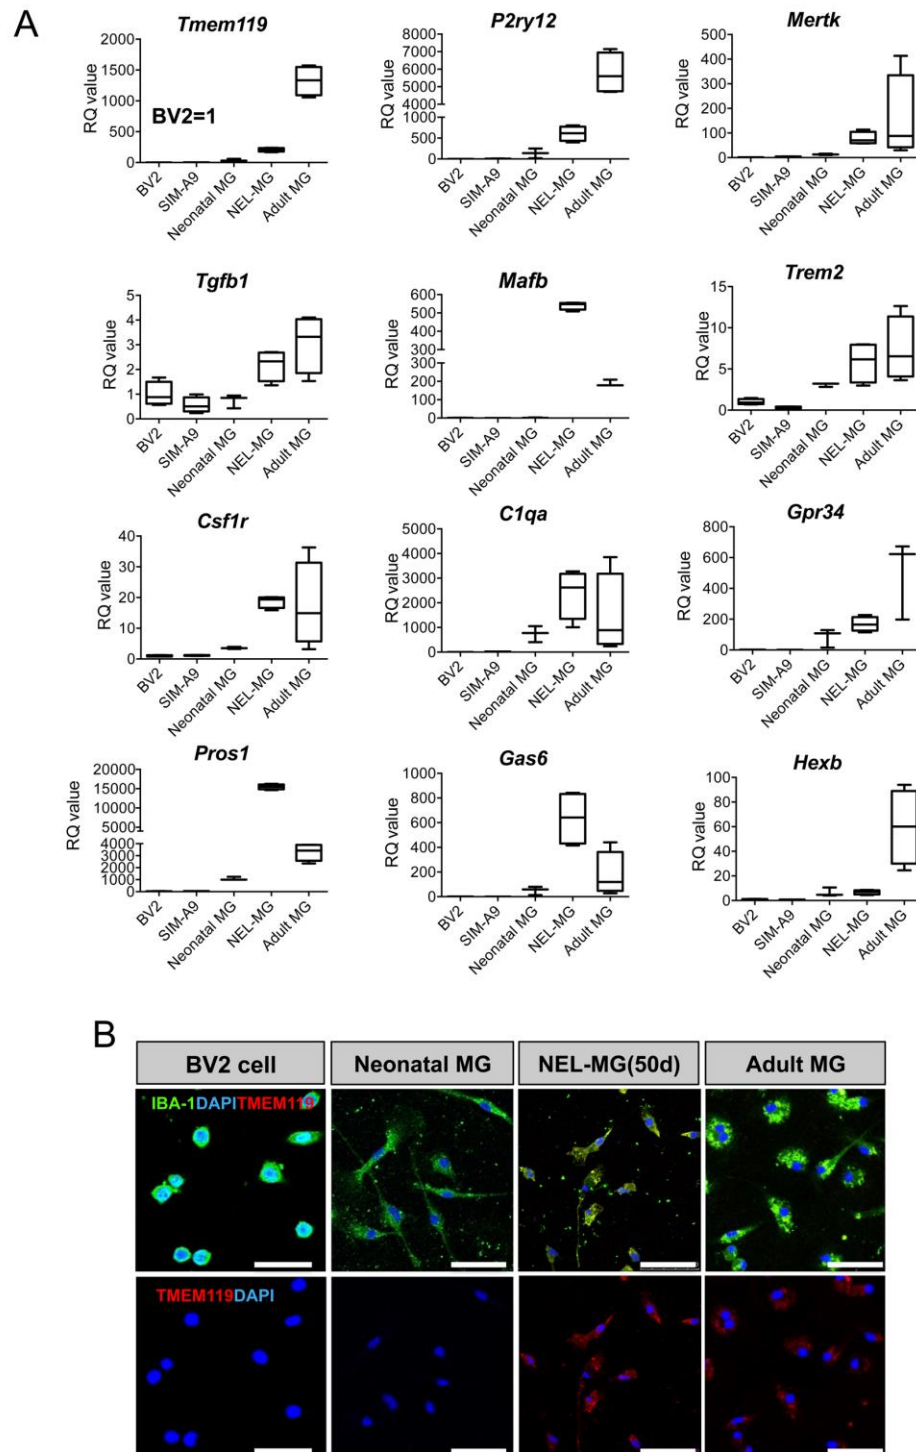 A
Tmem119
RQ value
2000
1500
1000
500
0
BV2=1
BV2
SIM-A9
Neonatal MG
NEL-MG
Adult MG
P2ry12
RQ value
8000
7000
6000
5000
4000
1000
500
0
BV2
SIM-A9
Neonatal MG
NEL-MG
Adult MG
Mertk
RQ value
500
400
300
200
100
0
BV2
SIM-A9
Neonatal MG
NEL-MG
Adult MG
Tgfb1
RQ value
5
4
3
2
1
0
BV2
SIM-A9
Neonatal MG
NEL-MG
Adult MG
Mafb
RQ value
600
500
400
300
200
100
0
BV2
SIM-A9
Neonatal MG
NEL-MG
Adult MG
Trem2
RQ value
15
10
5
0
BV2
SIM-A9
Neonatal MG
NEL-MG
Adult MG
Csf1r
RQ value
40
30
20
10
0
BV2
SIM-A9
Neonatal MG
NEL-MG
Adult MG
C1qa
RQ value
5000
4000
3000
2000
1000
0
BV2
SIM-A9
Neonatal MG
NEL-MG
Adult MG
Gpr34
RQ value
800
600
400
200
0
BV2
SIM-A9
Neonatal MG
NEL-MG
Adult MG
Pros1
RQ value
20000
15000
10000
5000
4000
3000
2000
1000
0
BV2
SIM-A9
Neonatal MG
NEL-MG
Adult MG
Gas6
RQ value
1000
800
600
400
200
0
BV2
SIM-A9
Neonatal MG
NEL-MG
Adult MG
Hexb
RQ value
100
80
60
40
20
0
BV2
SIM-A9
Neonatal MG
NEL-MG
Adult MG
B
BV2 cell
Neonatal MG
NEL-MG(50d)
Adult MG
IBA-1DAPITMEM119
TMEM119DAPI